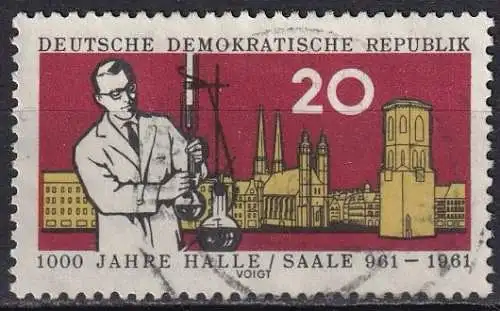 DEUTSCHE DEMOKRATISCHE REPUBLIK
20
1000 JAHRE HALLE / SAALE 961 – 1961
VOIGT